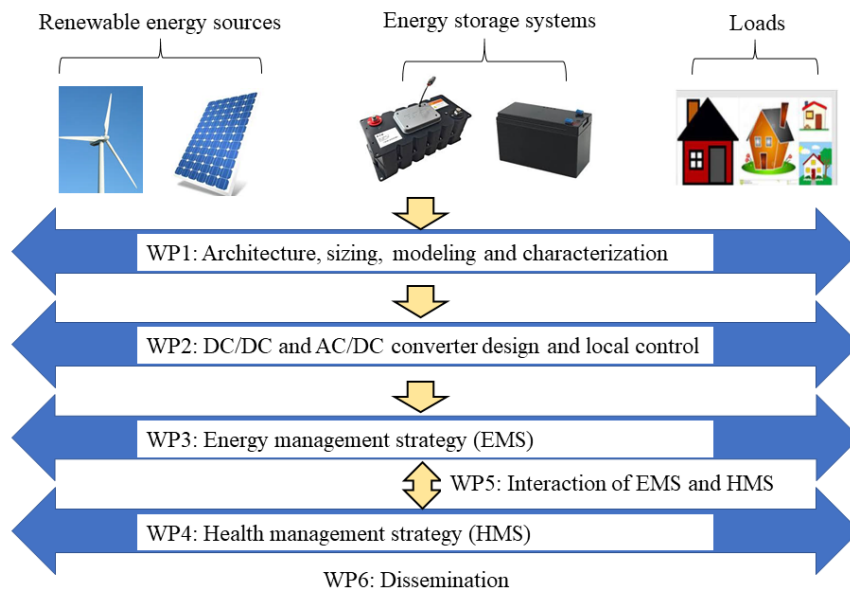 Renewable energy sources
Energy storage systems
Loads
WP1: Architecture, sizing, modeling and characterization
WP2: DC/DC and AC/DC converter design and local control
WP3: Energy management strategy (EMS)
WP5: Interaction of EMS and HMS
WP4: Health management strategy (HMS)
WP6: Dissemination